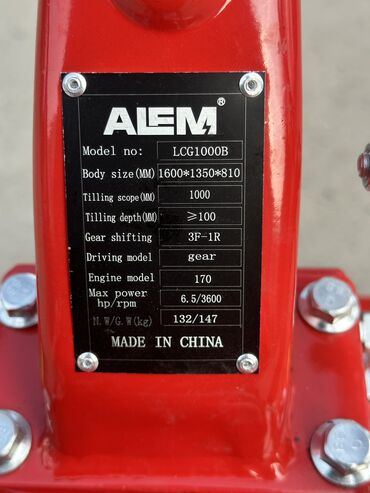 ALEM®
Model no: LCG1000B
Body size(MM) 1600*1350*810
Tilling scope(MM) 1000
Tilling depth(MM) ≥100
Gear shifting 3F-1R
Driving model gear
Engine model 170
Max power hp/rpm 6.5/3600
N.W/G.W(kg) 132/147
MADE IN CHINA